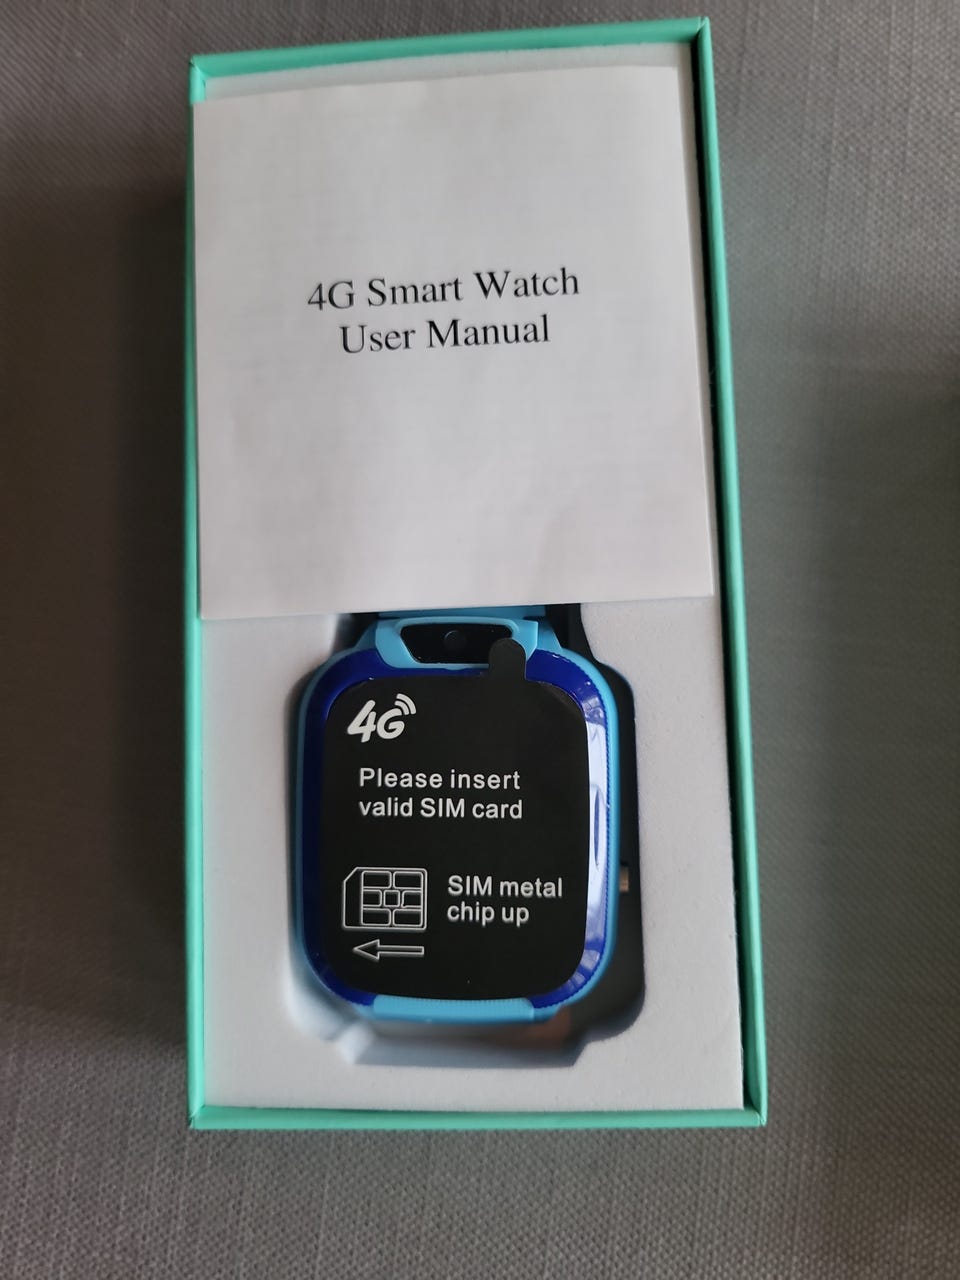 4G Smart Watch
User Manual
4G
Please insert
valid SIM card
SIM metal
chip up